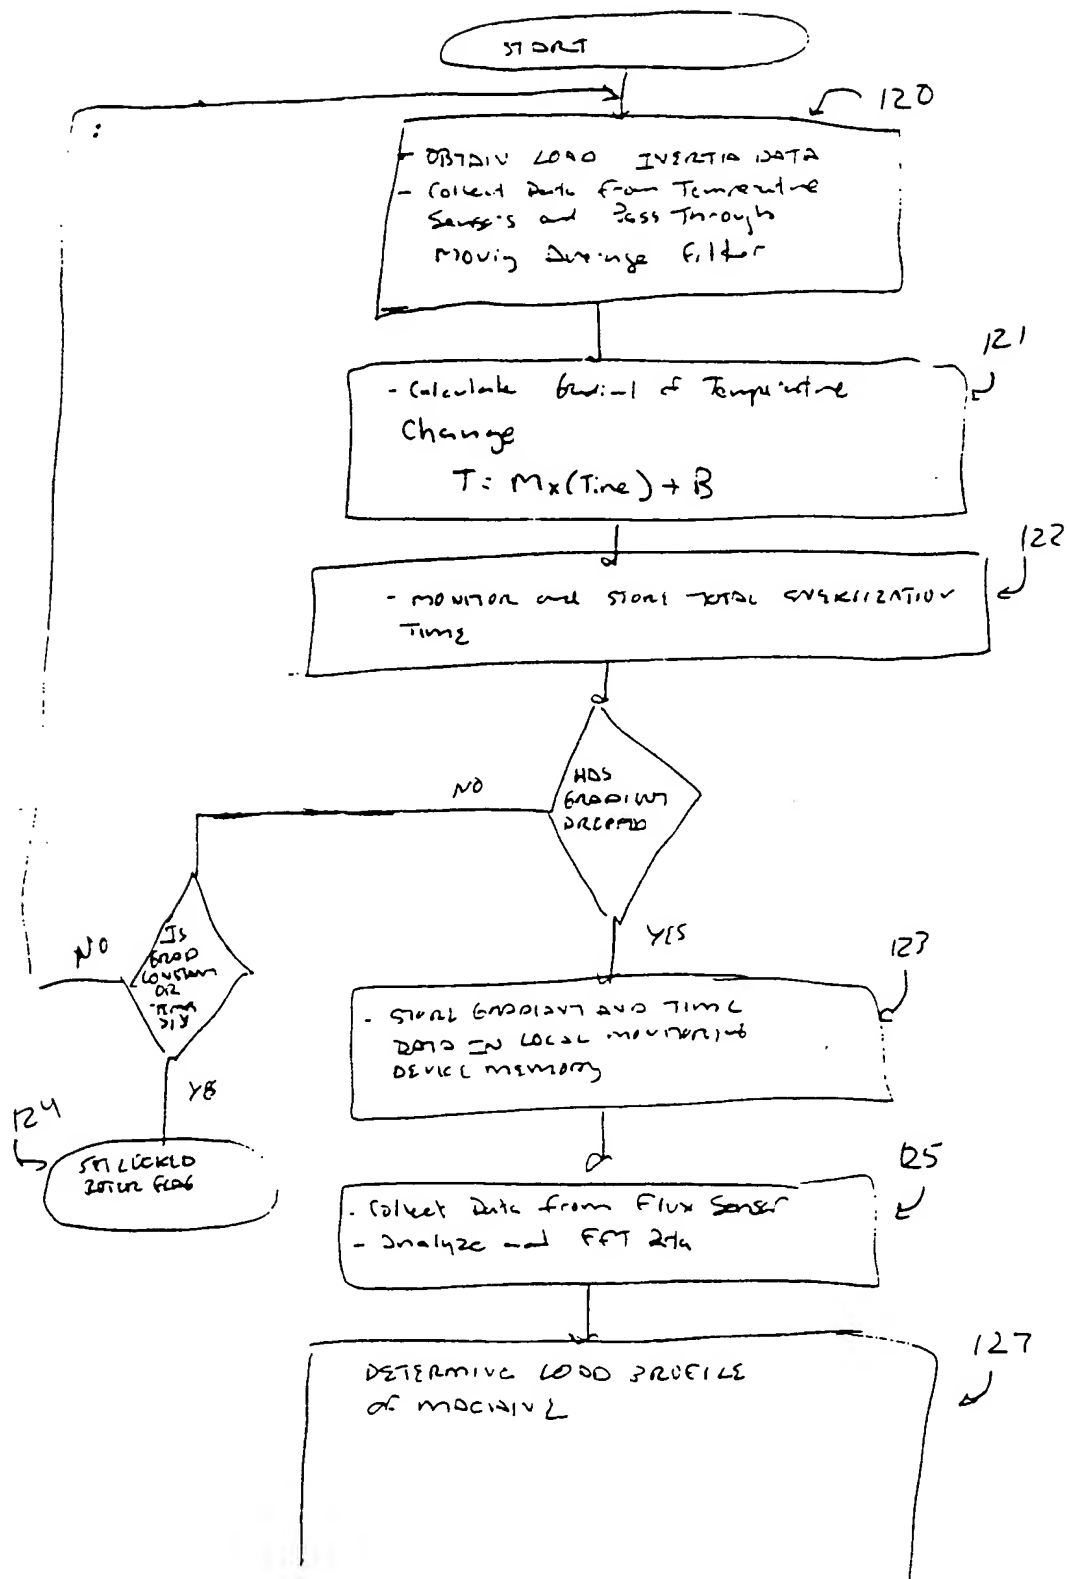 START
120
- OBTAIN LOAD INERTIA DATA
- Collect Data from Temperature
Sensors and Pass Through
Moving Average Filter
121
- Calculate Gradient of Temperature
Change
T = Mx(Time) + B
122
- MONITOR and STORE TOTAL ENERGIZATION
TIME
HAS
GRADIENT
DROPPED
NO
YES
IS
GRAD
CONSTANT
OR
NO
YES
123
- STORE GRADIENT AND TIME
DATA IN LOCAL MONITORING
DEVICE MEMORY
124
SET LOCKED
ROTOR FLAG
125
- Collect Data from Flux Sensor
- Analyze and FFT Data
127
DETERMINE LOAD PROFILE
OF MACHINE